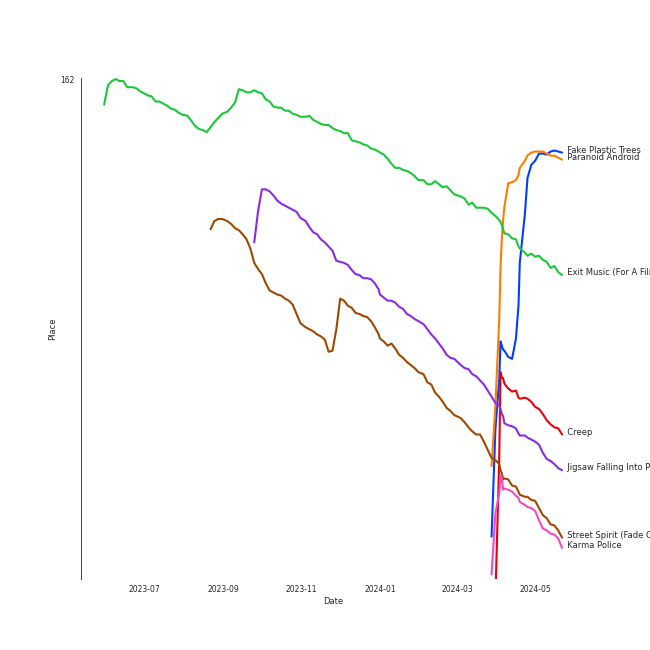 162
Fake Plastic Trees
Paranoid Android
Exit Music (For A Fil
Creep
Jigsaw Falling Into P
Street Spirit (Fade O
Karma Police
Place
2023-07 2023-09 2023-11 2024-01 2024-03 2024-05
Date